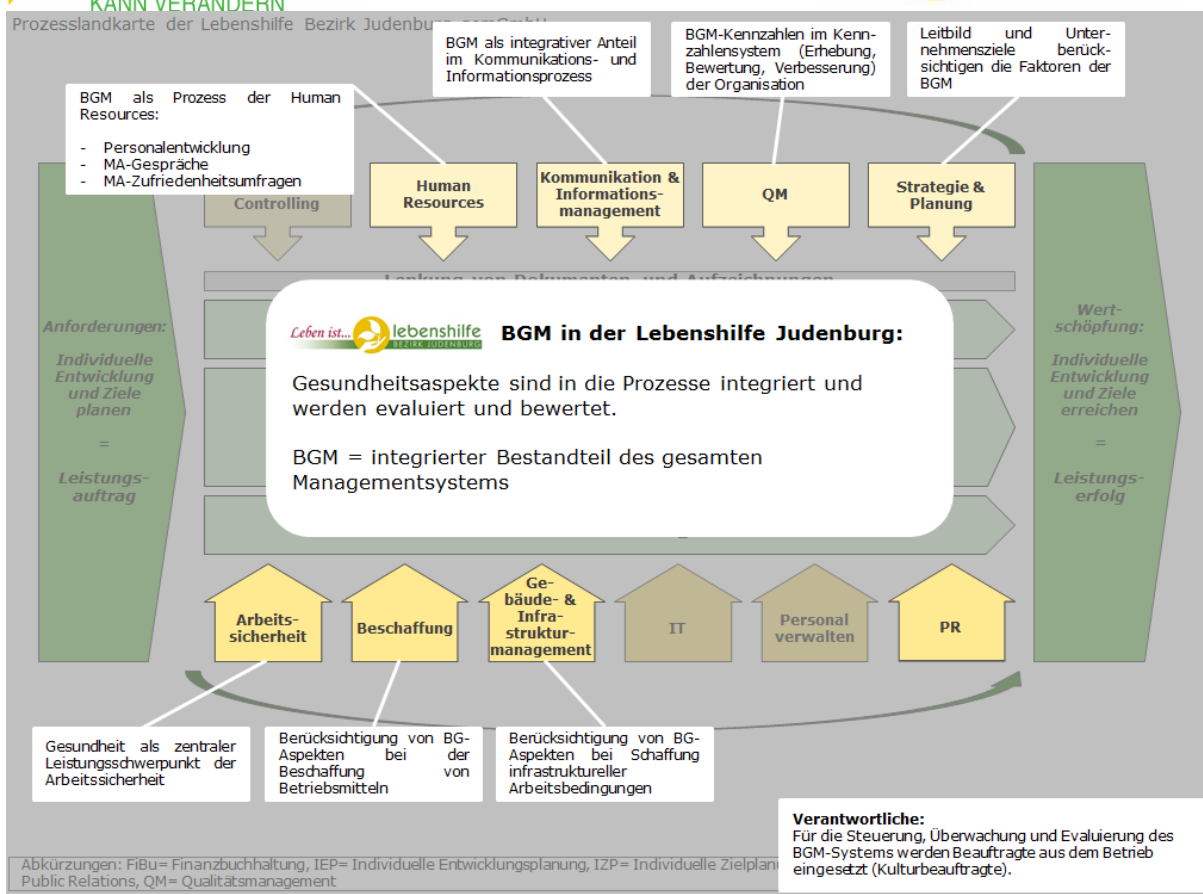 KANN VERÄNDERN
Prozesslandkarte der Lebenshilfe Bezirk Judenburg gemGmbH
BGM als integrativer Anteil
im Kommunikations- und
Informationsprozess
BGM-Kennzahlen im Kenn-
zahlensystem (Erhebung,
Bewertung, Verbesserung)
der Organisation
Leitbild und Unter-
nehmensziele berück-
sichtigen die Faktoren der
BGM
BGM als Prozess der Human
Resources:
- Personalentwicklung
- MA-Gespräche
- MA-Zufriedenheitsumfragen
Controlling
Human
Resources
Kommunikation &
Informations-
management
QM
Strategie &
Planung
Lenkung von Dokumenten und Aufzeichnungen
Anforderungen:
Individuelle
Entwicklung
und Ziele
planen
=
Leistungs-
auftrag
Leben ist... lebenshilfe
BEZIRK JUDENBURG
BGM in der Lebenshilfe Judenburg:
Gesundheitsaspekte sind in die Prozesse integriert und
werden evaluiert und bewertet.
BGM = integrierter Bestandteil des gesamten
Managementsystems
Wert-
schöpfung:
Individuelle
Entwicklung
und Ziele
erreichen
=
Leistungs-
erfolg
Arbeits-
sicherheit
Beschaffung
Ge-
bäude- &
Infra-
struktur-
management
IT
Personal
verwalten
PR
Gesundheit als zentraler
Leistungsschwerpunkt der
Arbeitssicherheit
Berücksichtigung von BG-
Aspekten bei der
Beschaffung von
Betriebsmitteln
Berücksichtigung von BG-
Aspekten bei Schaffung
infrastruktureller
Arbeitsbedingungen
Verantwortliche:
Für die Steuerung, Überwachung und Evaluierung des
BGM-Systems werden Beauftragte aus dem Betrieb
eingesetzt (Kulturbeauftragte).
Abkürzungen: FiBu= Finanzbuchhaltung, IEP= Individuelle Entwicklungsplanung, IZP= Individuelle Zielplanu
Public Relations, QM= Qualitätsmanagement